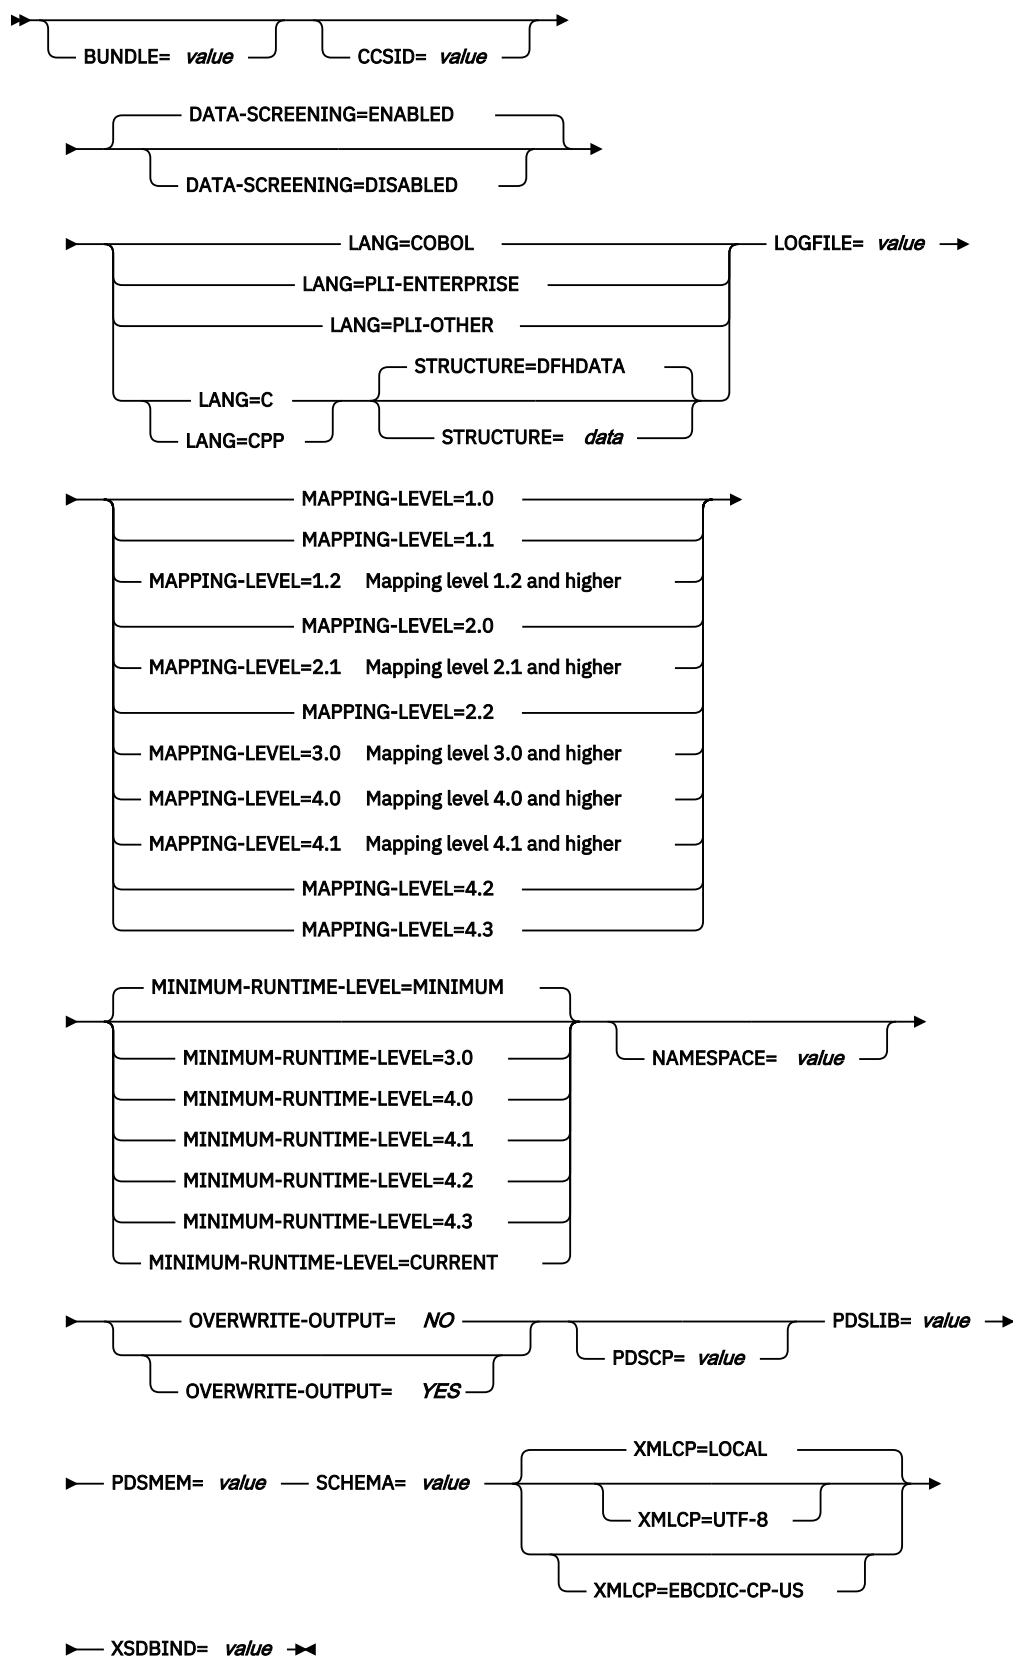 BUNDLE= value CCSID= value
DATA-SCREENING=ENABLED
DATA-SCREENING=DISABLED
LANG=COBOL LOGFILE= value
LANG=PLI-ENTERPRISE
LANG=PLI-OTHER
STRUCTURE=DFHDATA
LANG=C
LANG=CPP STRUCTURE= data
MAPPING-LEVEL=1.0
MAPPING-LEVEL=1.1
MAPPING-LEVEL=1.2 Mapping level 1.2 and higher
MAPPING-LEVEL=2.0
MAPPING-LEVEL=2.1 Mapping level 2.1 and higher
MAPPING-LEVEL=2.2
MAPPING-LEVEL=3.0 Mapping level 3.0 and higher
MAPPING-LEVEL=4.0 Mapping level 4.0 and higher
MAPPING-LEVEL=4.1 Mapping level 4.1 and higher
MAPPING-LEVEL=4.2
MAPPING-LEVEL=4.3
MINIMUM-RUNTIME-LEVEL=MINIMUM
MINIMUM-RUNTIME-LEVEL=3.0 NAMESPACE= value
MINIMUM-RUNTIME-LEVEL=4.0
MINIMUM-RUNTIME-LEVEL=4.1
MINIMUM-RUNTIME-LEVEL=4.2
MINIMUM-RUNTIME-LEVEL=4.3
MINIMUM-RUNTIME-LEVEL=CURRENT
OVERWRITE-OUTPUT= NO PDSLIB= value
PDSCP= value
OVERWRITE-OUTPUT= YES
XMLCP=LOCAL
PDSMEM= value SCHEMA= value
XMLCP=UTF-8
XMLCP=EBCDIC-CP-US
XSDBIND= value